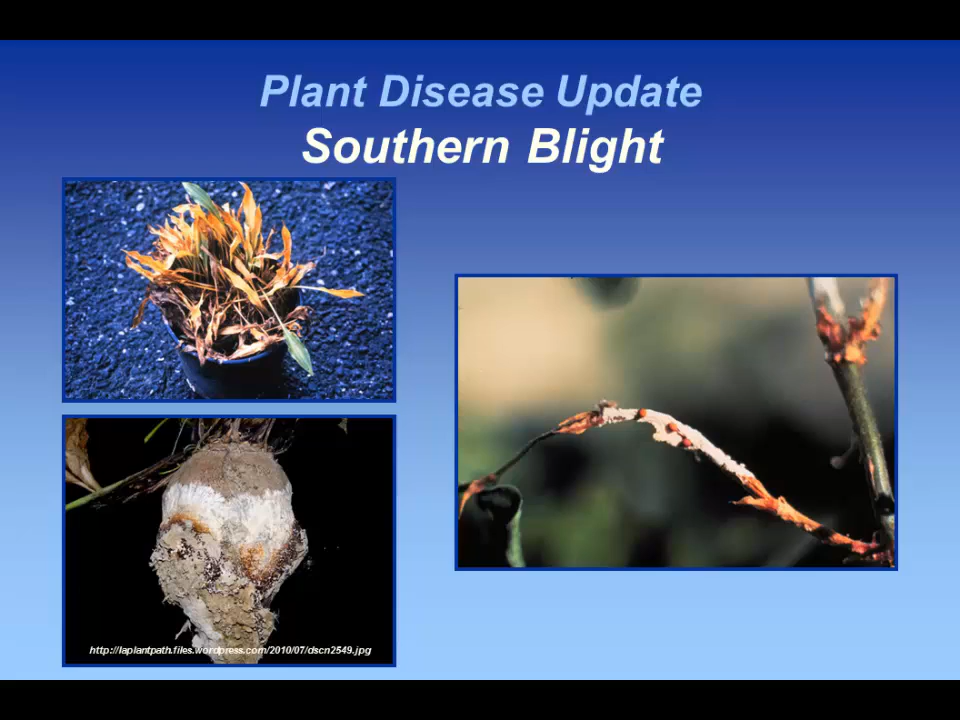 Plant Disease Update
Southern Blight
http://laplantpath.files.wordpress.com/2010/07/dscn2549.jpg